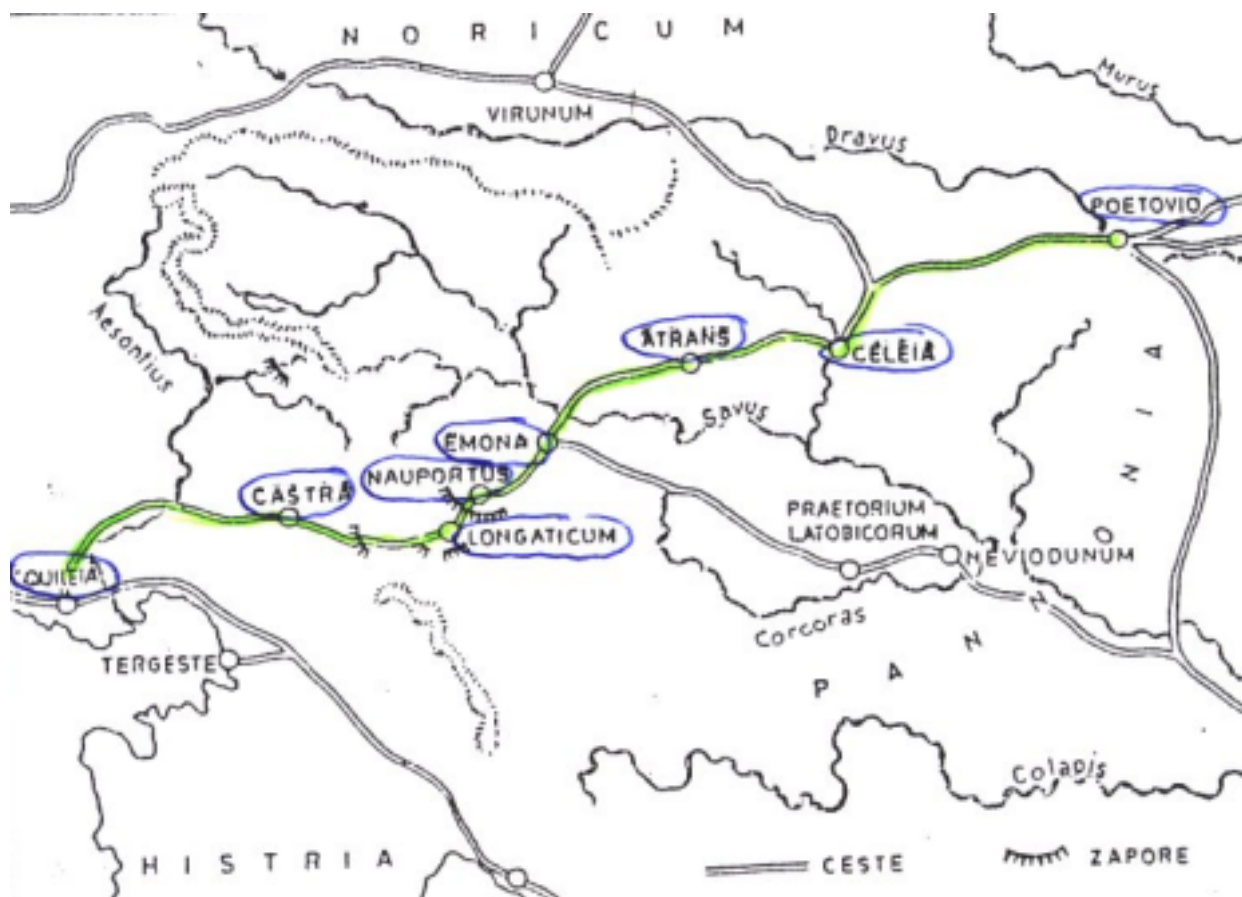 NORICUM
Murus
VIRUNUM
Dravus
POETOVIO
Aesontius
ATRANS
CELEIA
Savus
EMONA
NAUPORTUS
CASTRA
LONGATICUM
PRAETORIUM
LATOBICORUM
NEVIODUNUM
QUILEIA
Corcoras
TERGESTE
PANNONIA
Colapis
HISTRIA
CESTE
ZAPORE